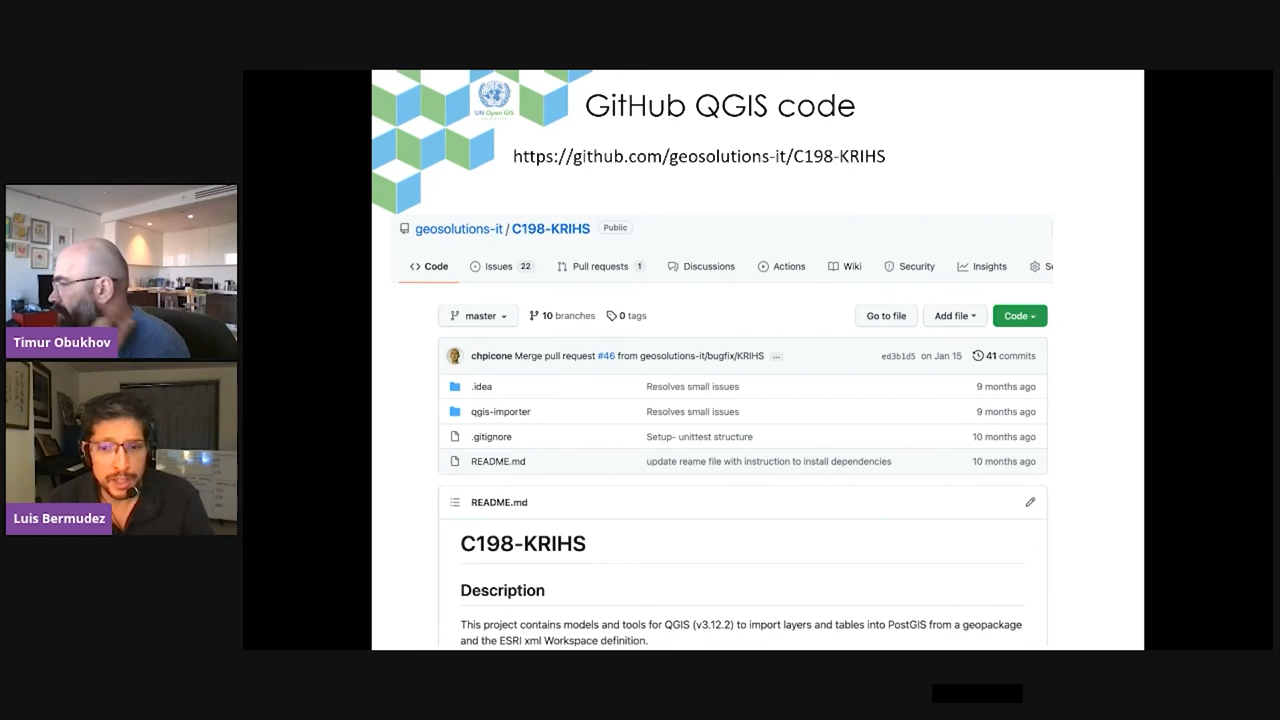 GitHub QGIS code
UN Open GIS
https://github.com/geosolutions-it/C198-KRIHS
geosolutions-it / C198-KRIHS Public
Code Issues 22 Pull requests 1 Discussions Actions Wiki Security Insights
master 10 branches 0 tags Go to file Add file Code
chpicone Merge pull request #46 from geosolutions-it/bugfix/KRIHS ... ed3b1d5 on Jan 15 41 commits
.idea Resolves small issues 9 months ago
qgis-importer Resolves small issues 9 months ago
.gitignore Setup- unittest structure 10 months ago
README.md update reame file with instruction to install dependencies 10 months ago
README.md
C198-KRIHS
Description
This project contains models and tools for QGIS (v3.12.2) to import layers and tables into PostGIS from a geopackage
and the ESRI xml Workspace definition.
Timur Obukhov
Luis Bermudez